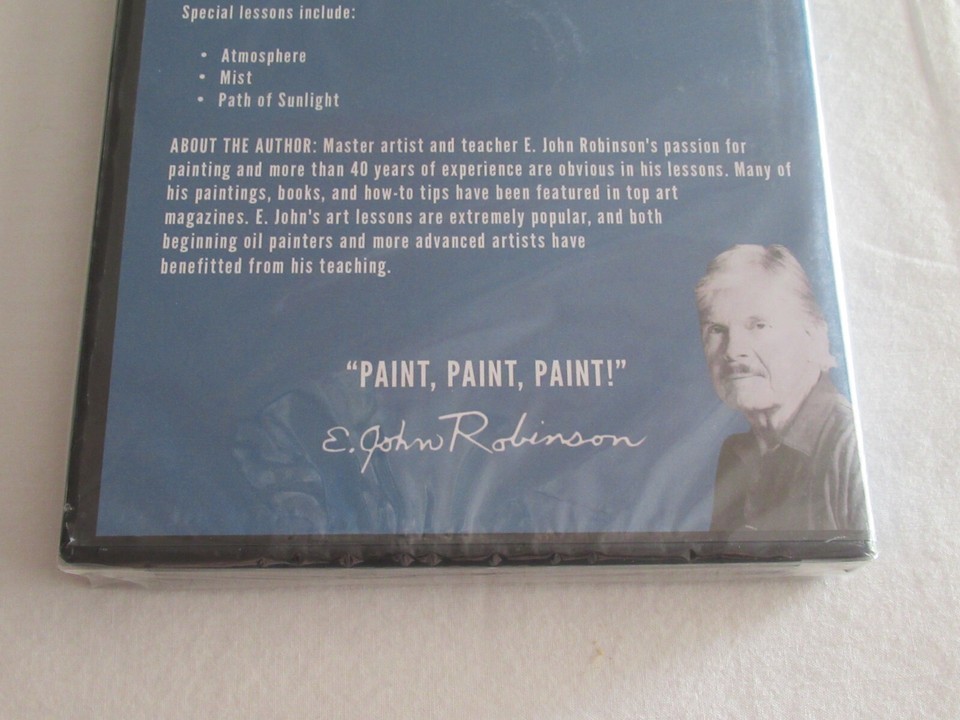 Special lessons include:
• Atmosphere
• Mist
• Path of Sunlight
ABOUT THE AUTHOR: Master artist and teacher E. John Robinson's passion for
painting and more than 40 years of experience are obvious in his lessons. Many of
his paintings, books, and how-to tips have been featured in top art
magazines. E. John's art lessons are extremely popular, and both
beginning oil painters and more advanced artists have
benefitted from his teaching.
“PAINT, PAINT, PAINT!”
E. John Robinson